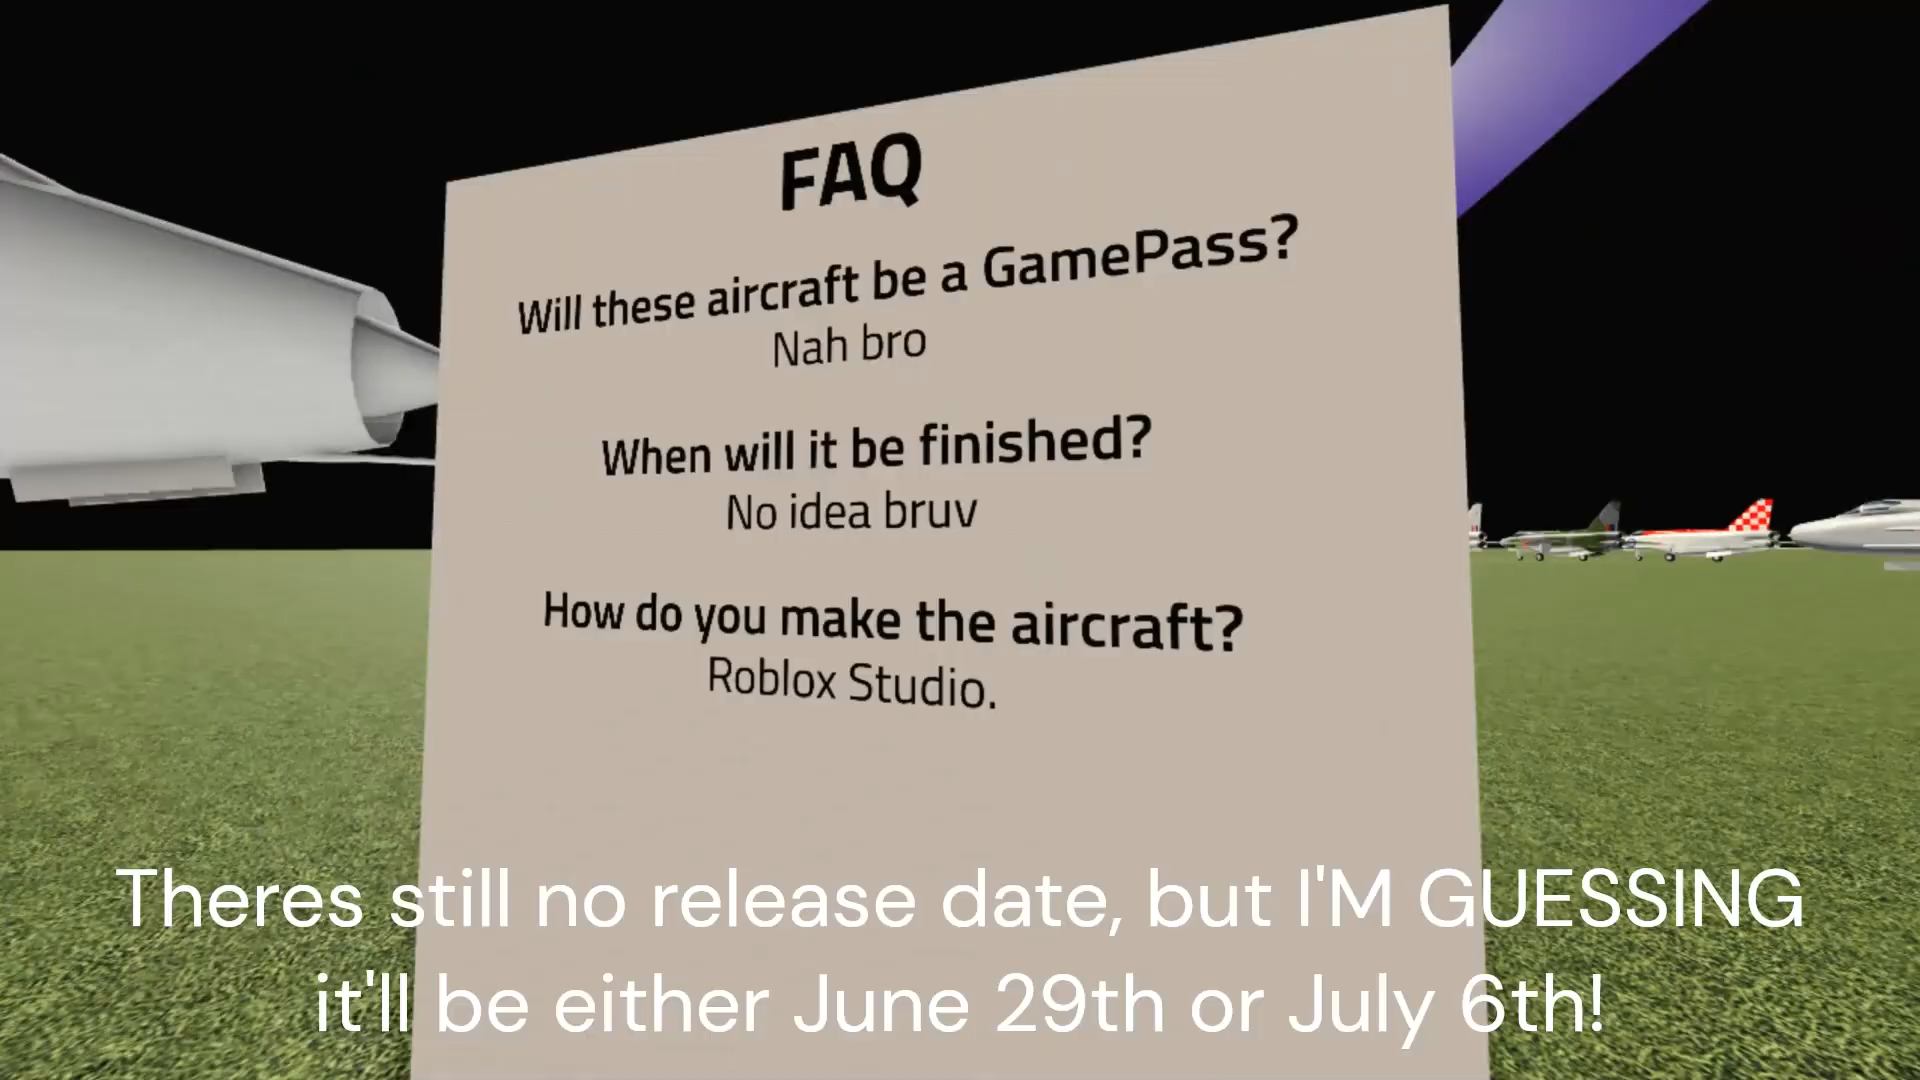 FAQ
Will these aircraft be a GamePass?
Nah bro
When will it be finished?
No idea bruv
How do you make the aircraft?
Roblox Studio.
Theres still no release date, but I'M GUESSING
it'll be either June 29th or July 6th!